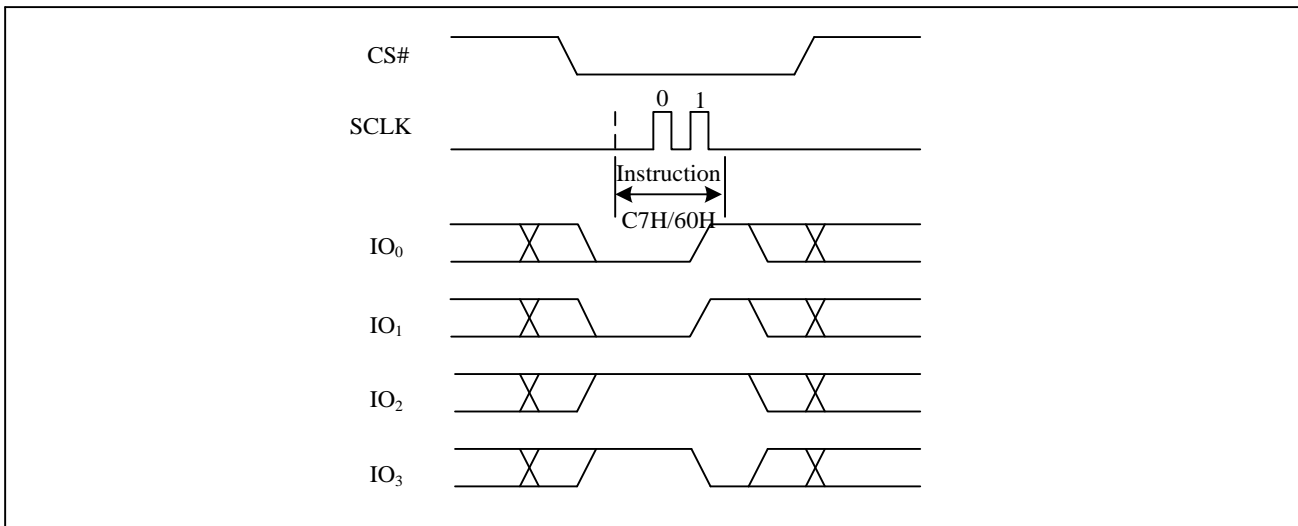 CS#
0 1
SCLK
Instruction
C7H/60H
IO₀
IO₁
IO₂
IO₃